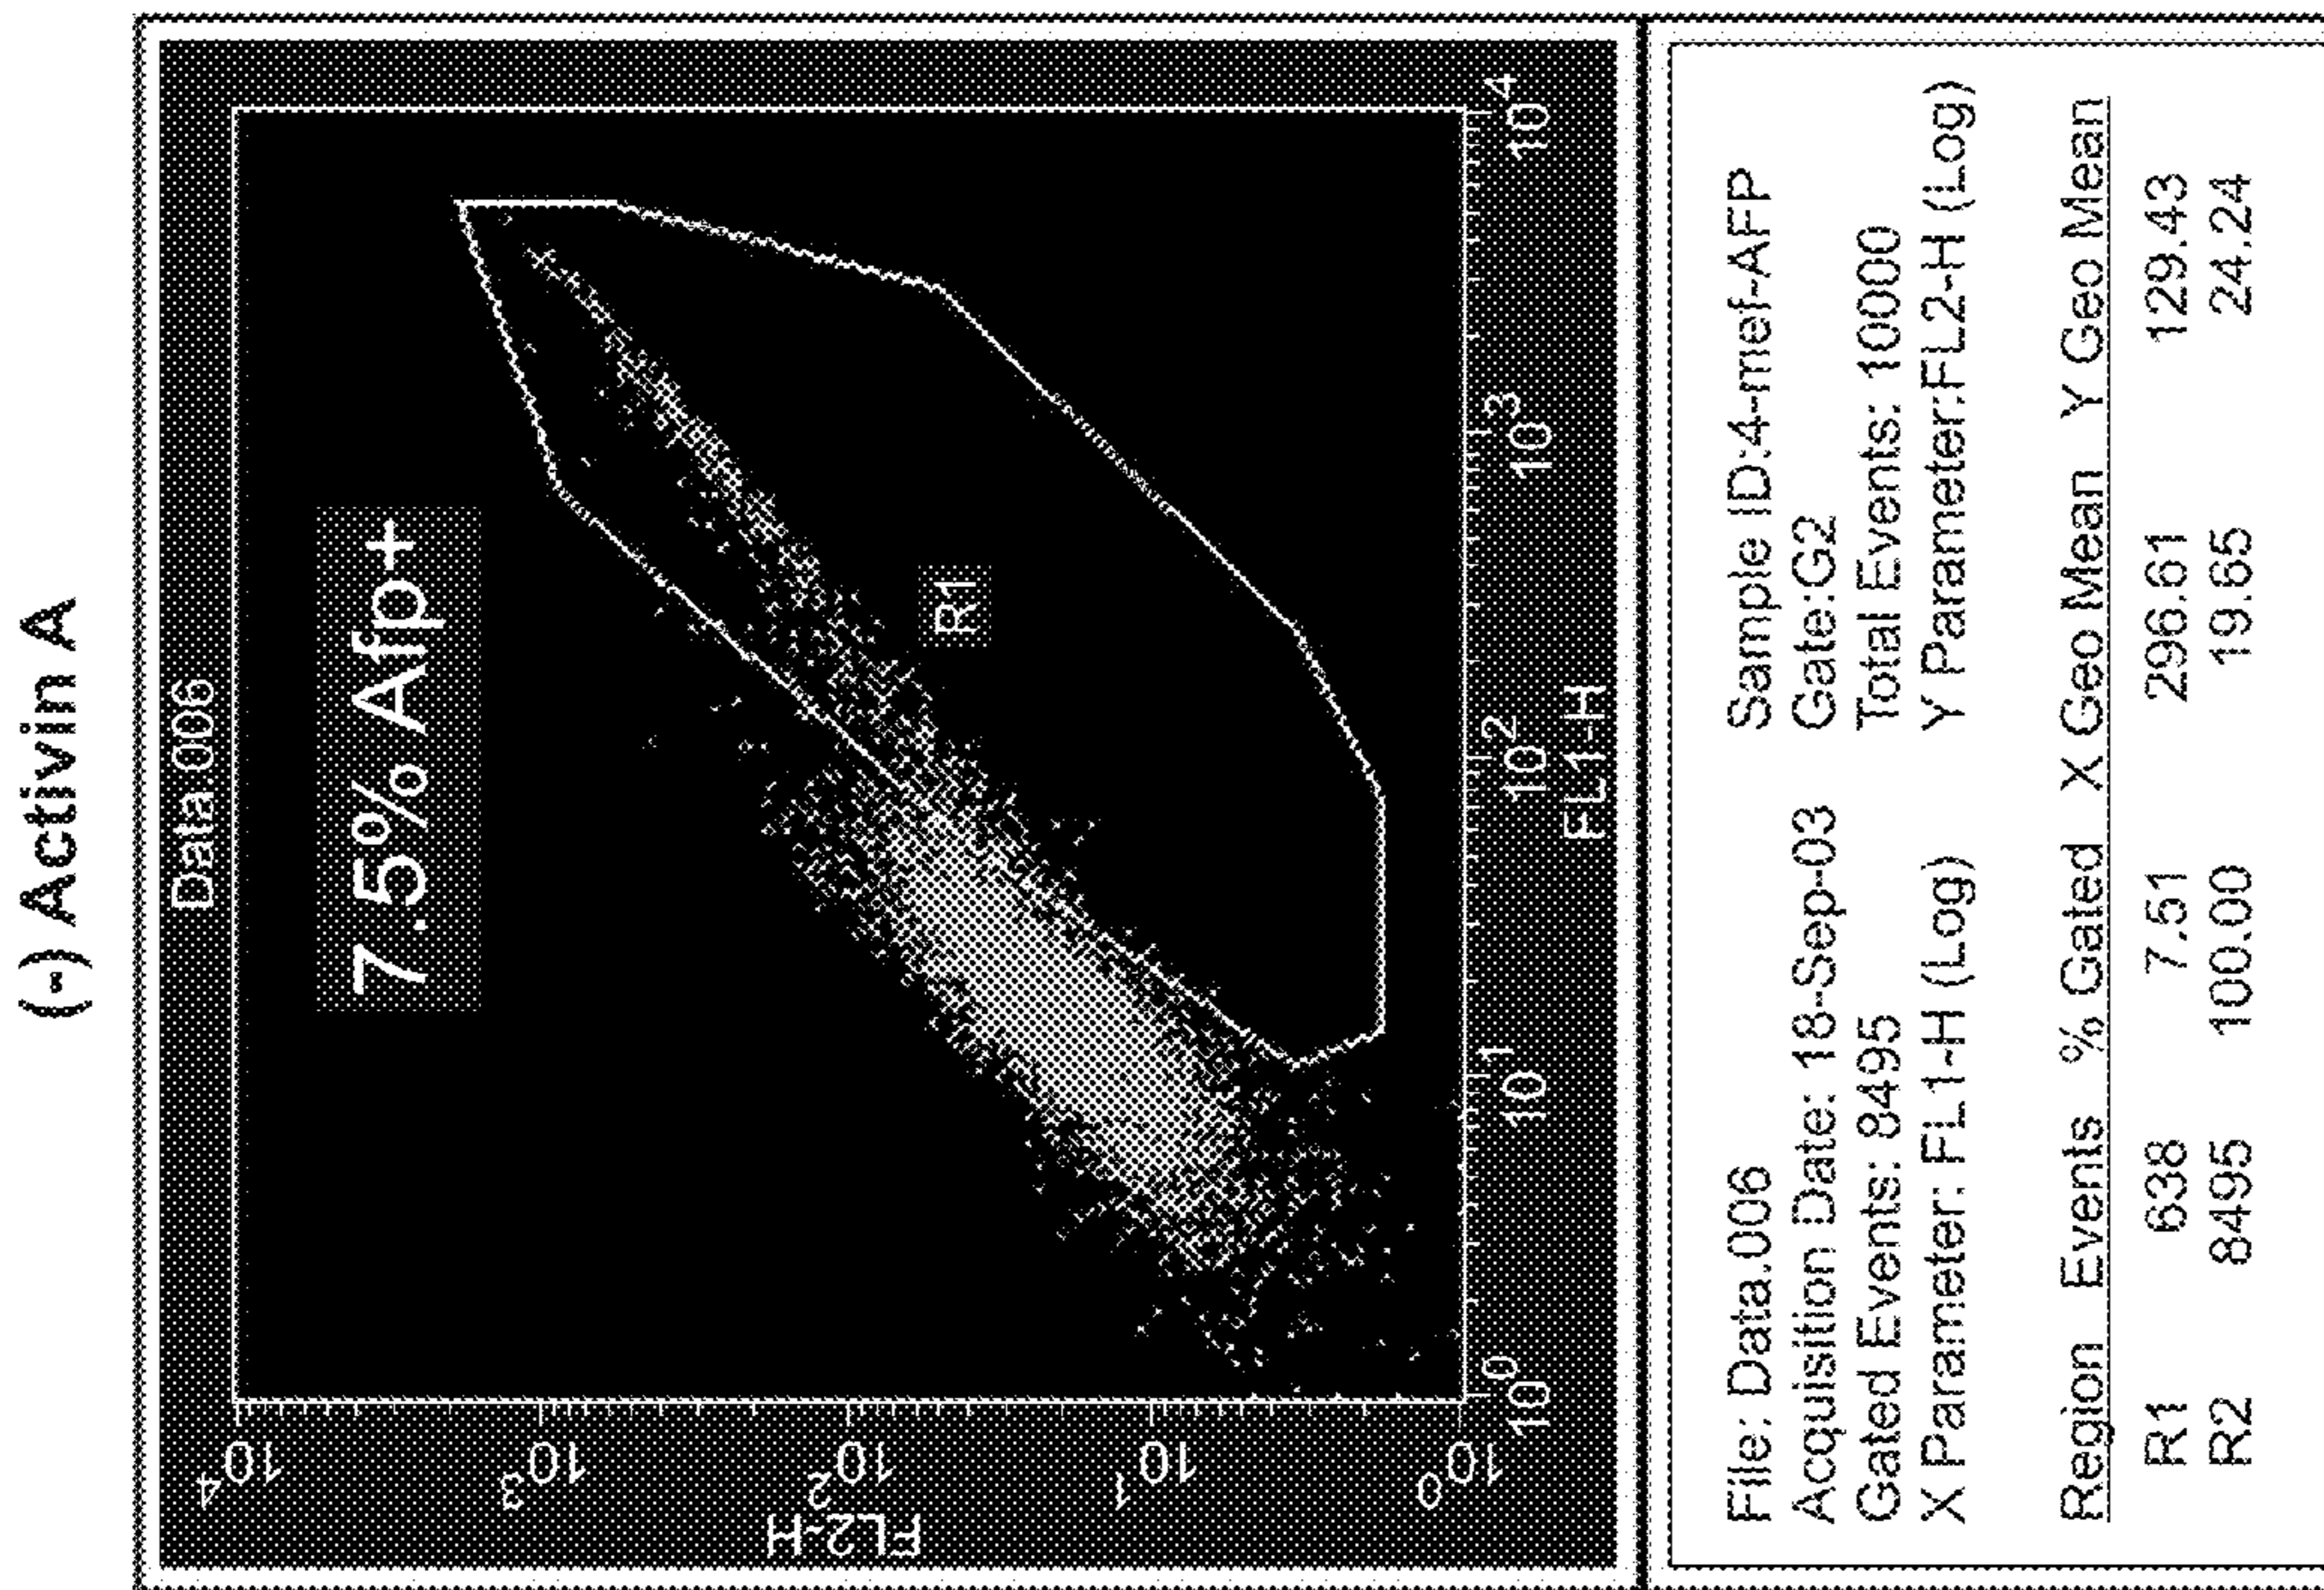 (-) Activin A
Data.006
7.5% Afp+
R1
FL2-H
10^4
10^3
10^2
10^1
10^0
10^0
10^1
10^2
10^3
10^4
FL1-H
File: Data.006 Sample ID:4-mef-AFP
Acquisition Date: 18-Sep-03 Gate:G2
Gated Events: 8495 Total Events: 10000
X Parameter: FL1-H (Log) Y Parameter:FL2-H (Log)
Region Events % Gated X Geo Mean Y Geo Mean
R1 638 7.51 296.61 129.43
R2 8495 100.00 19.65 24.24